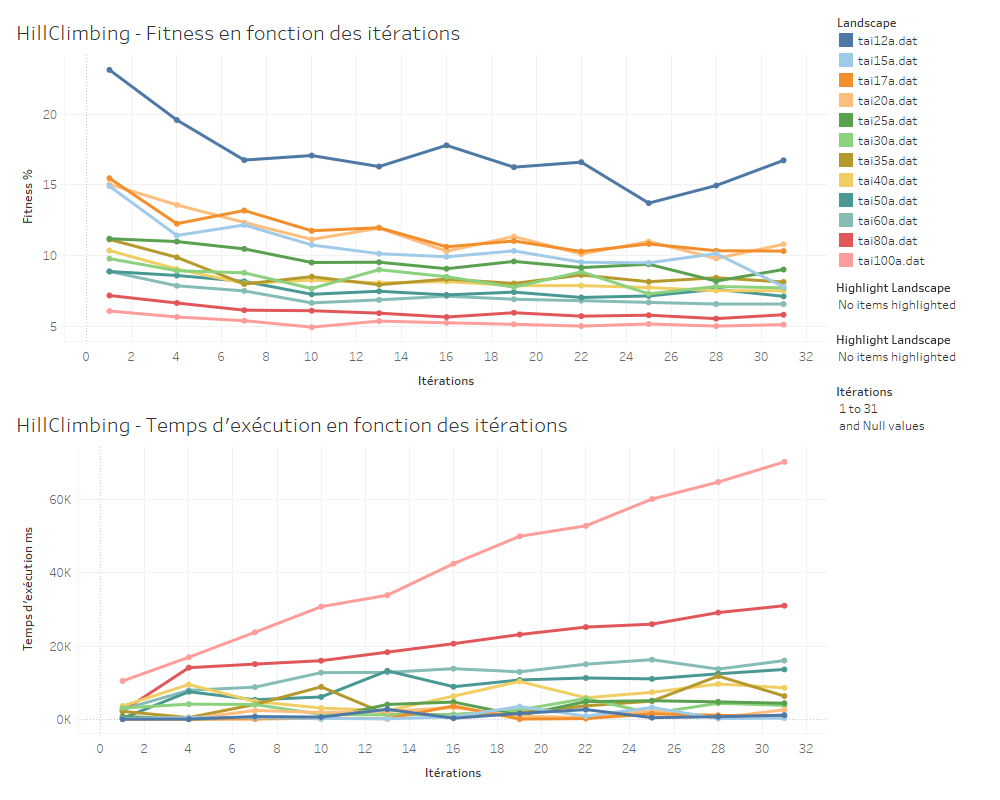 HillClimbing - Fitness en fonction des itérations
Fitness %
20
15
10
5
0 2 4 6 8 10 12 14 16 18 20 22 24 26 28 30 32
Itérations
HillClimbing - Temps d'exécution en fonction des itérations
Temps d'exécution ms
60K
40K
20K
0K
0 2 4 6 8 10 12 14 16 18 20 22 24 26 28 30 32
Itérations
Landscape
tai12a.dat
tai15a.dat
tai17a.dat
tai20a.dat
tai25a.dat
tai30a.dat
tai35a.dat
tai40a.dat
tai50a.dat
tai60a.dat
tai80a.dat
tai100a.dat
Highlight Landscape
No items highlighted
Highlight Landscape
No items highlighted
Itérations
1 to 31
and Null values